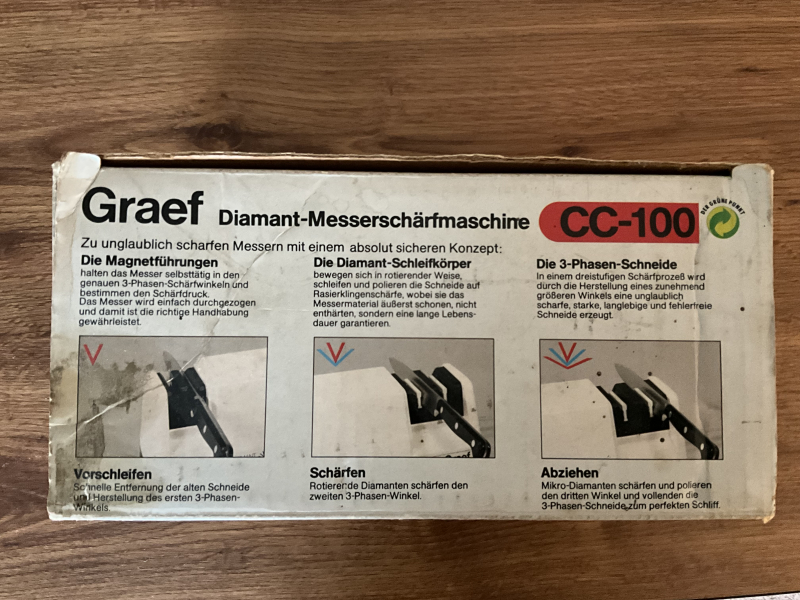 Graef Diamant-Messerschärfmaschine CC-100
DER GRÜNE PUNKT
Zu unglaublich scharfen Messern mit einem absolut sicheren Konzept:
Die Magnetführungen
halten das Messer selbsttätig in den
genauen 3-Phasen-Schärfwinkeln und
bestimmen den Schärfdruck.
Das Messer wird einfach durchgezogen
und damit ist die richtige Handhabung
gewährleistet.
Die Diamant-Schleifkörper
bewegen sich in rotierender Weise,
schleifen und polieren die Schneide auf
Rasierklingenschärfe, wobei sie das
Messermaterial äußerst schonen, nicht
enthärten, sondern eine lange Lebens-
dauer garantieren.
Die 3-Phasen-Schneide
In einem dreistufigen Schärfprozeß wird
durch die Herstellung eines zunehmend
größeren Winkels eine unglaublich
scharfe, starke, langlebige und fehlerfreie
Schneide erzeugt.
Vorschleifen
Schnelle Entfernung der alten Schneide
und Herstellung des ersten 3-Phasen-
Winkels.
Schärfen
Rotierende Diamanten schärfen den
zweiten 3-Phasen-Winkel.
Abziehen
Mikro-Diamanten schärfen und polieren
den dritten Winkel und vollenden die
3-Phasen-Schneide zum perfekten Schliff.